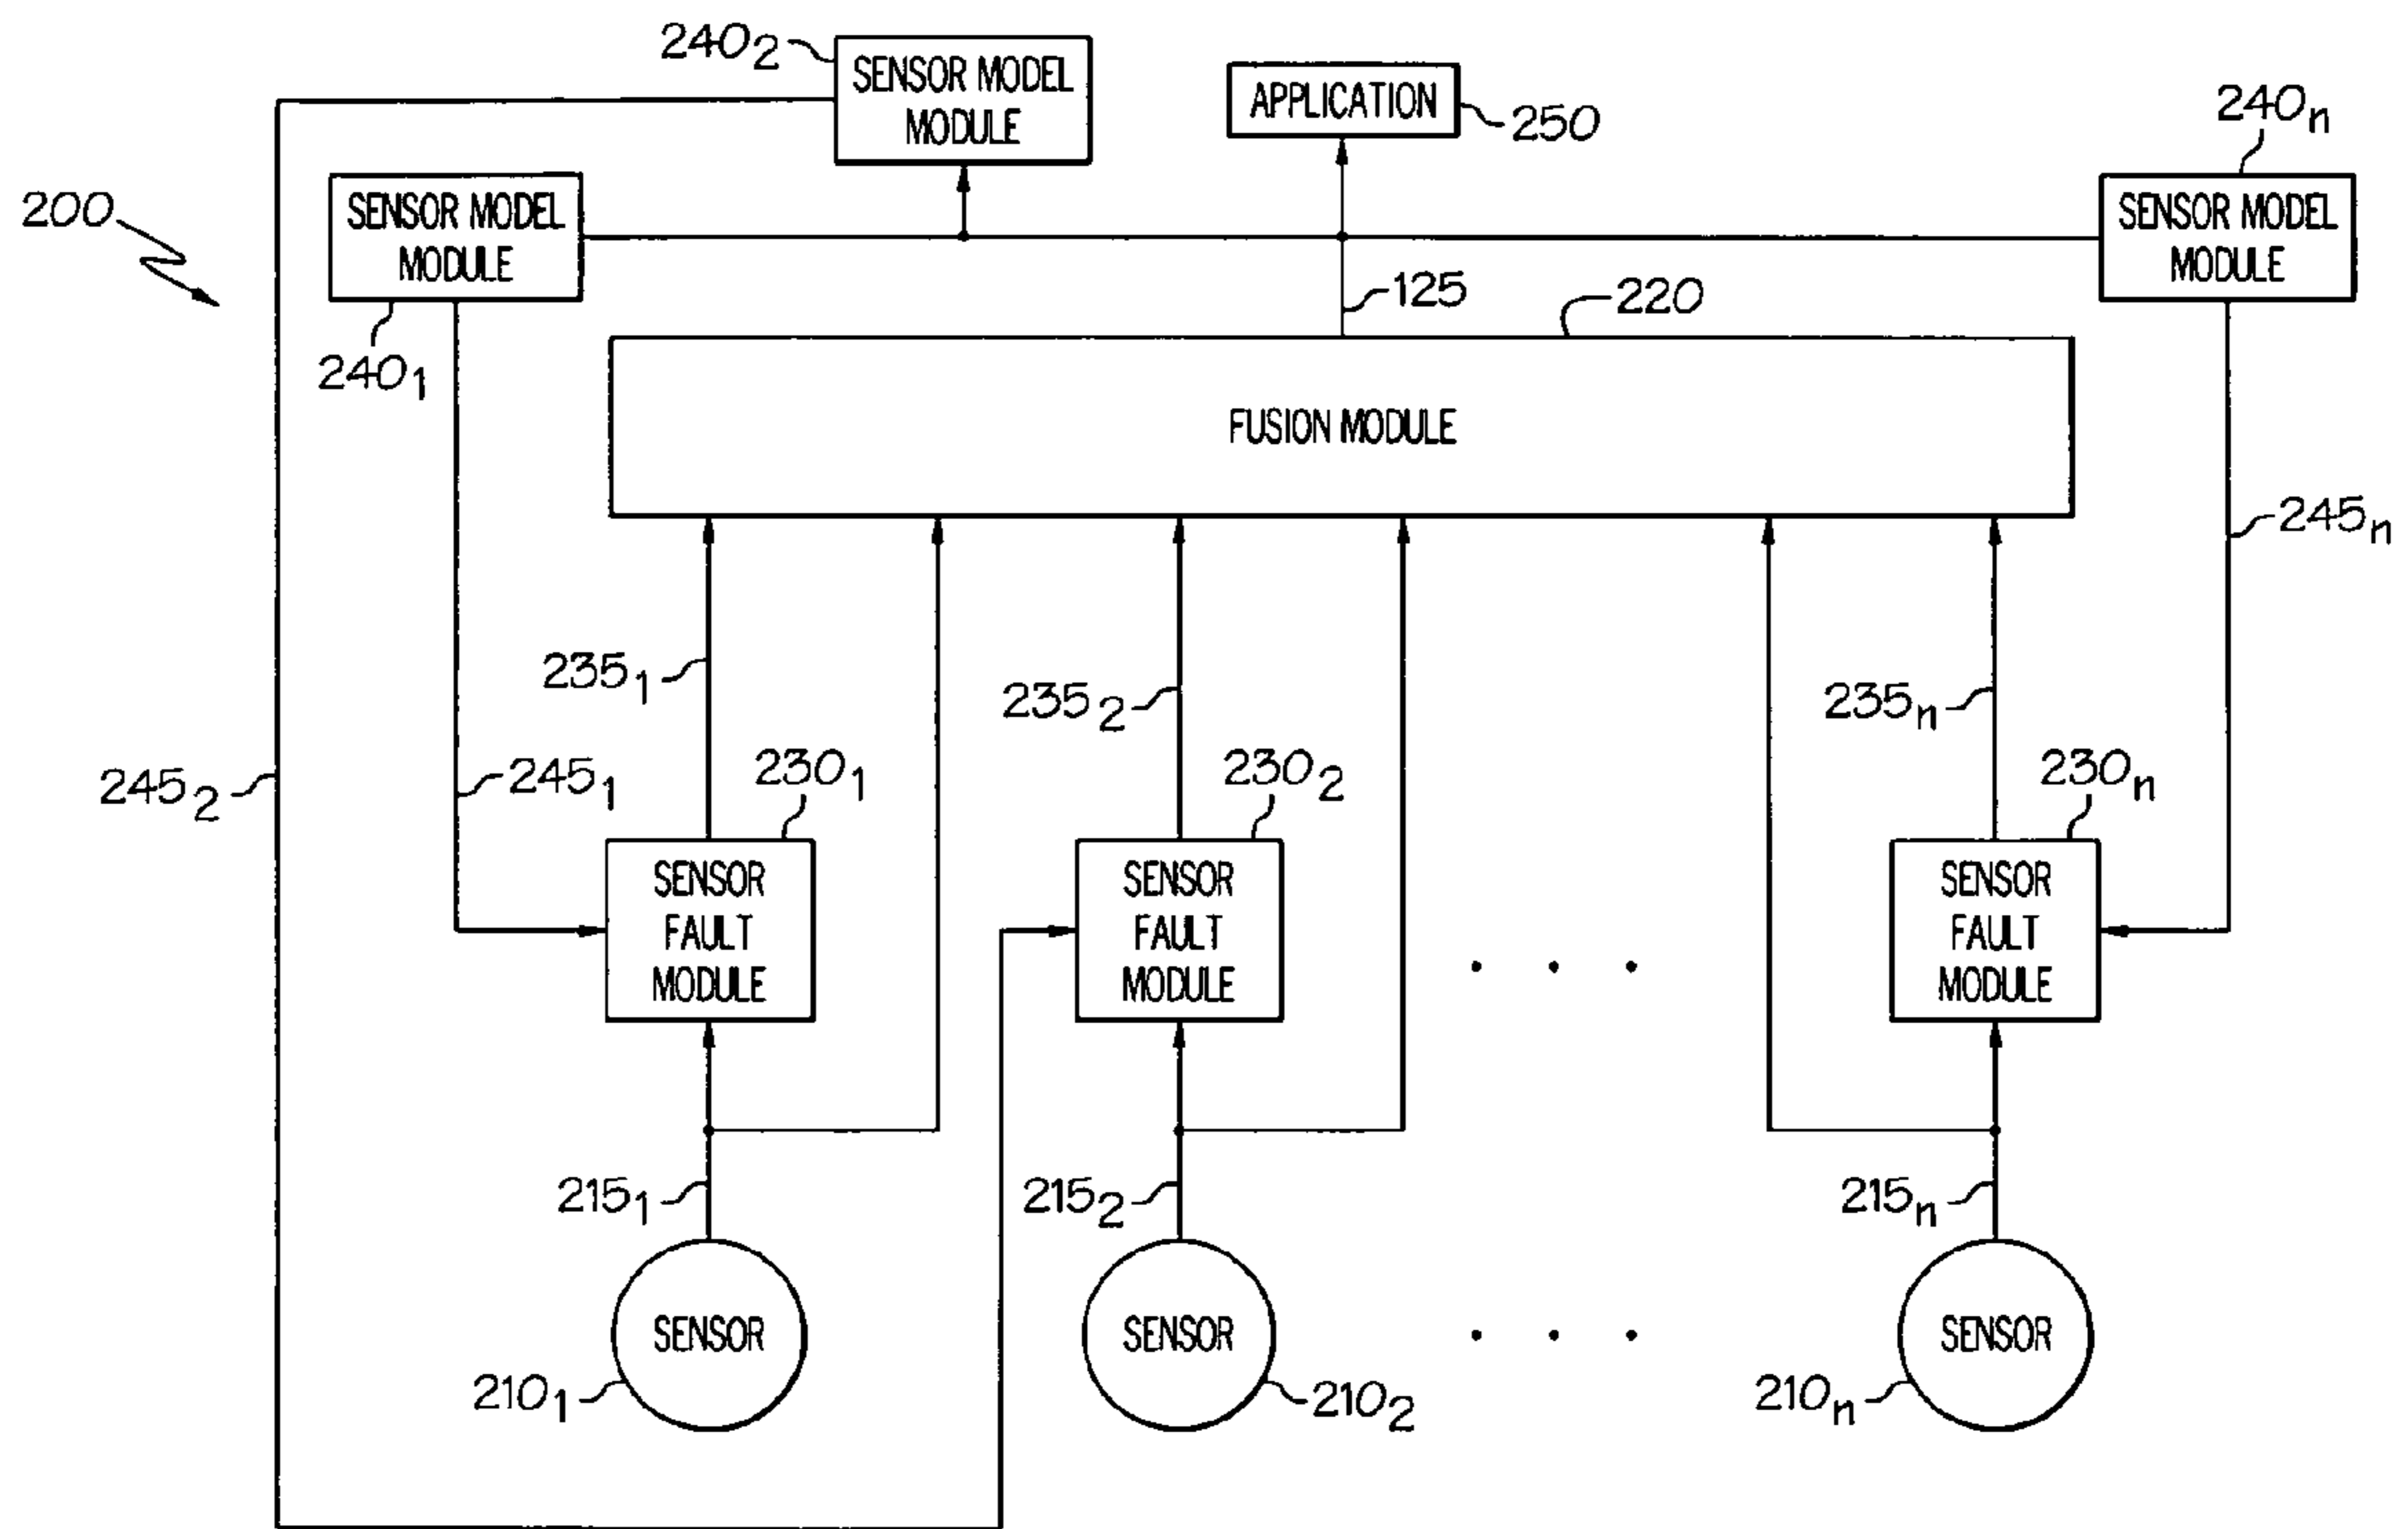 240₂
SENSOR MODEL
MODULE
APPLICATION
250
240ₙ
200
SENSOR MODEL
MODULE
SENSOR MODEL
MODULE
125
220
240₁
FUSION MODULE
245ₙ
235₁
235₂
235ₙ
245₂
245₁
230₁
230₂
230ₙ
SENSOR
FAULT
MODULE
SENSOR
FAULT
MODULE
. . .
SENSOR
FAULT
MODULE
215₁
215₂
215ₙ
SENSOR
SENSOR
. . .
SENSOR
210₁
210₂
210ₙ